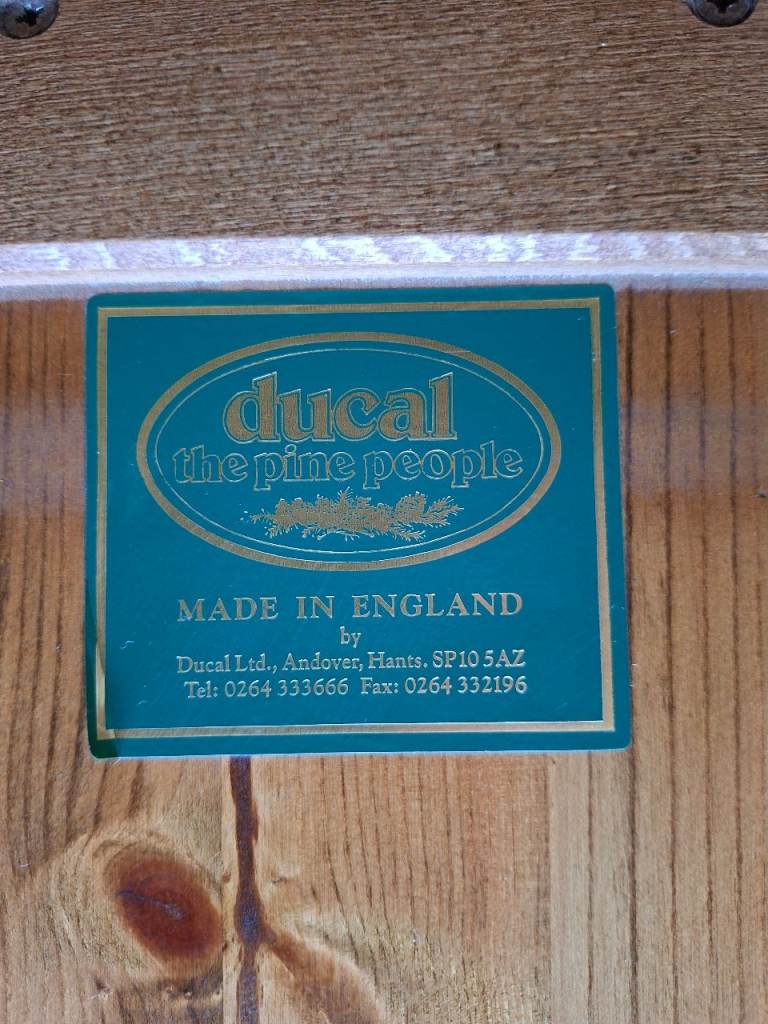 ducal
the pine people
MADE IN ENGLAND
by
Ducal Ltd., Andover, Hants. SP10 5AZ
Tel: 0264 333666 Fax: 0264 332196